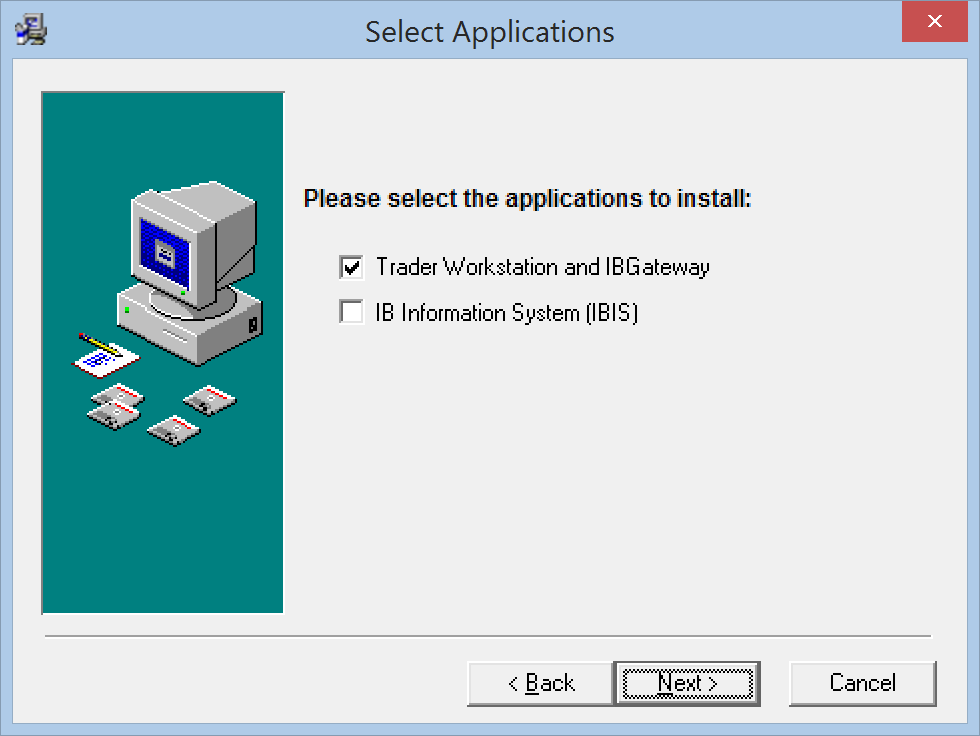 Select Applications
Please select the applications to install:
Trader Workstation and IBGateway
IB Information System (IBIS)
< Back
Next >
Cancel